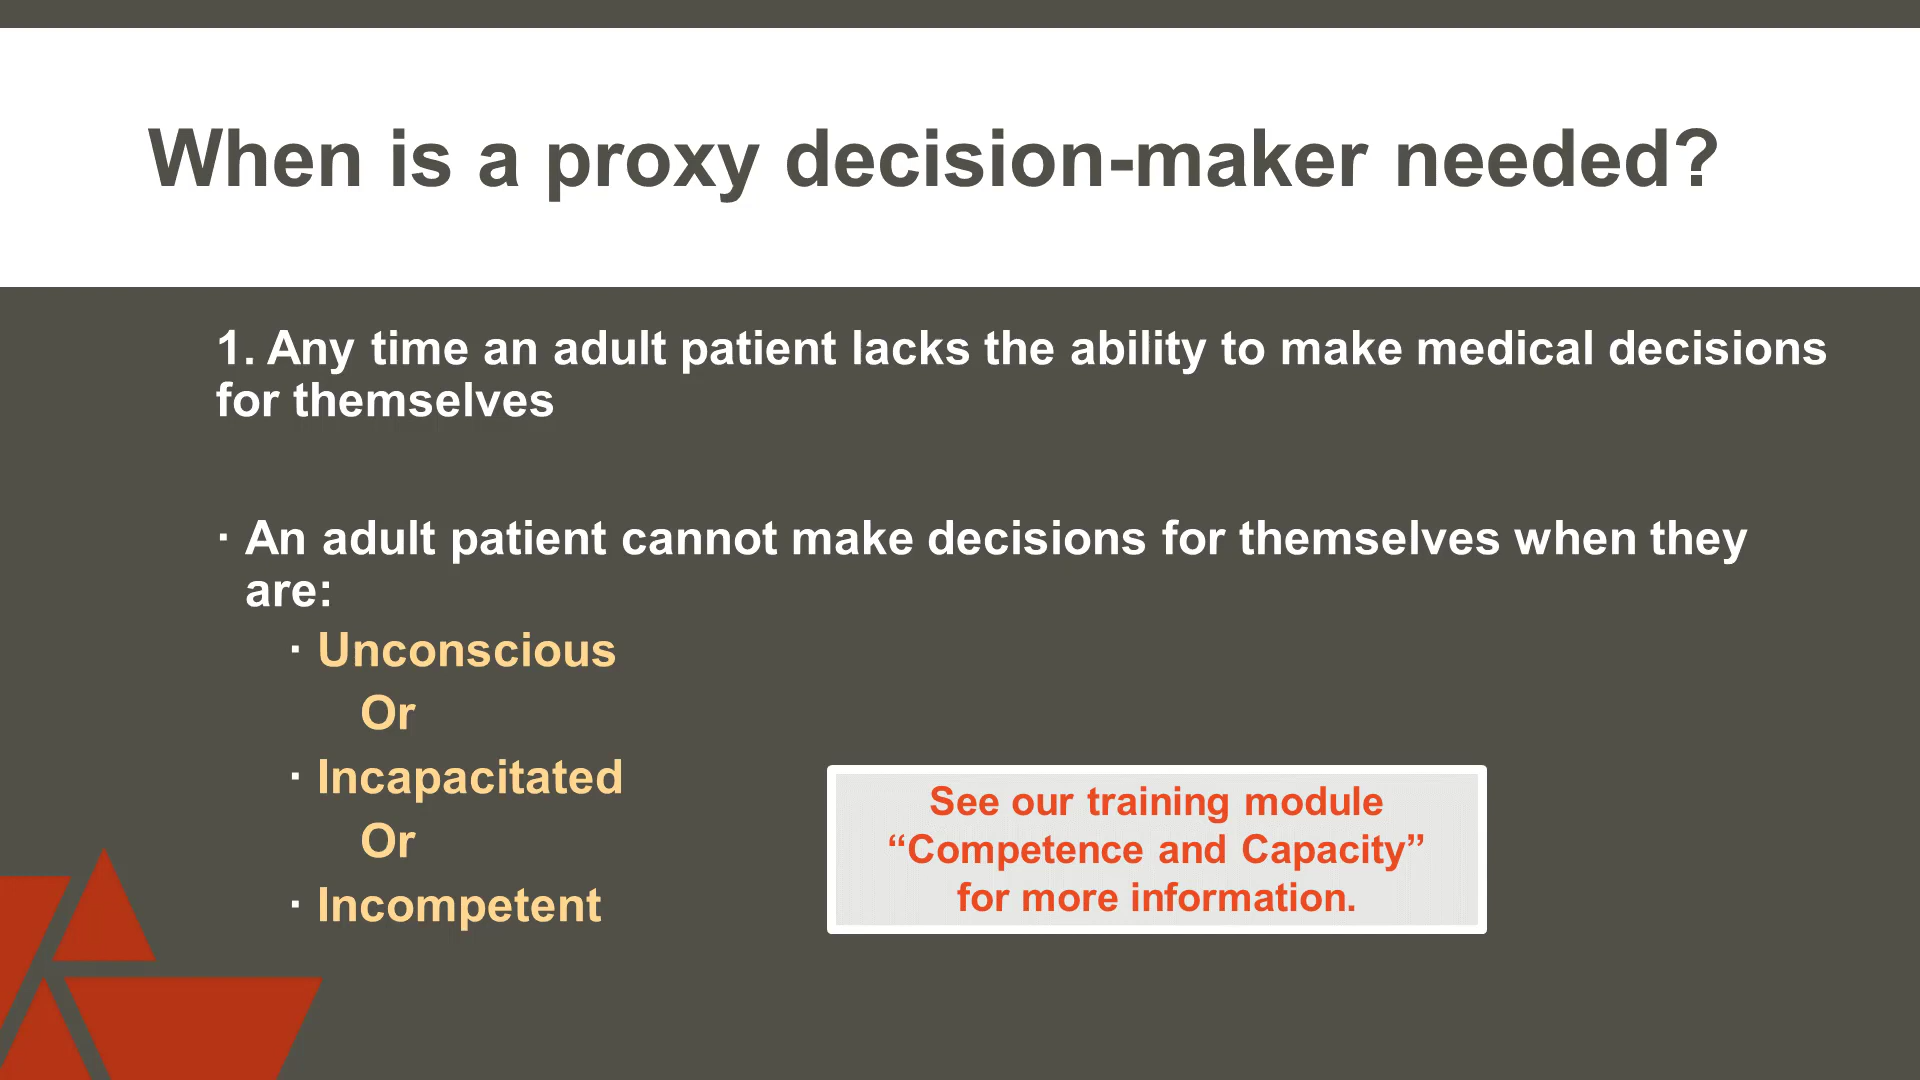 When is a proxy decision-maker needed?
1. Any time an adult patient lacks the ability to make medical decisions
for themselves
▪ An adult patient cannot make decisions for themselves when they
are:
▪ Unconscious
Or
▪ Incapacitated
Or
▪ Incompetent
See our training module
“Competence and Capacity”
for more information.